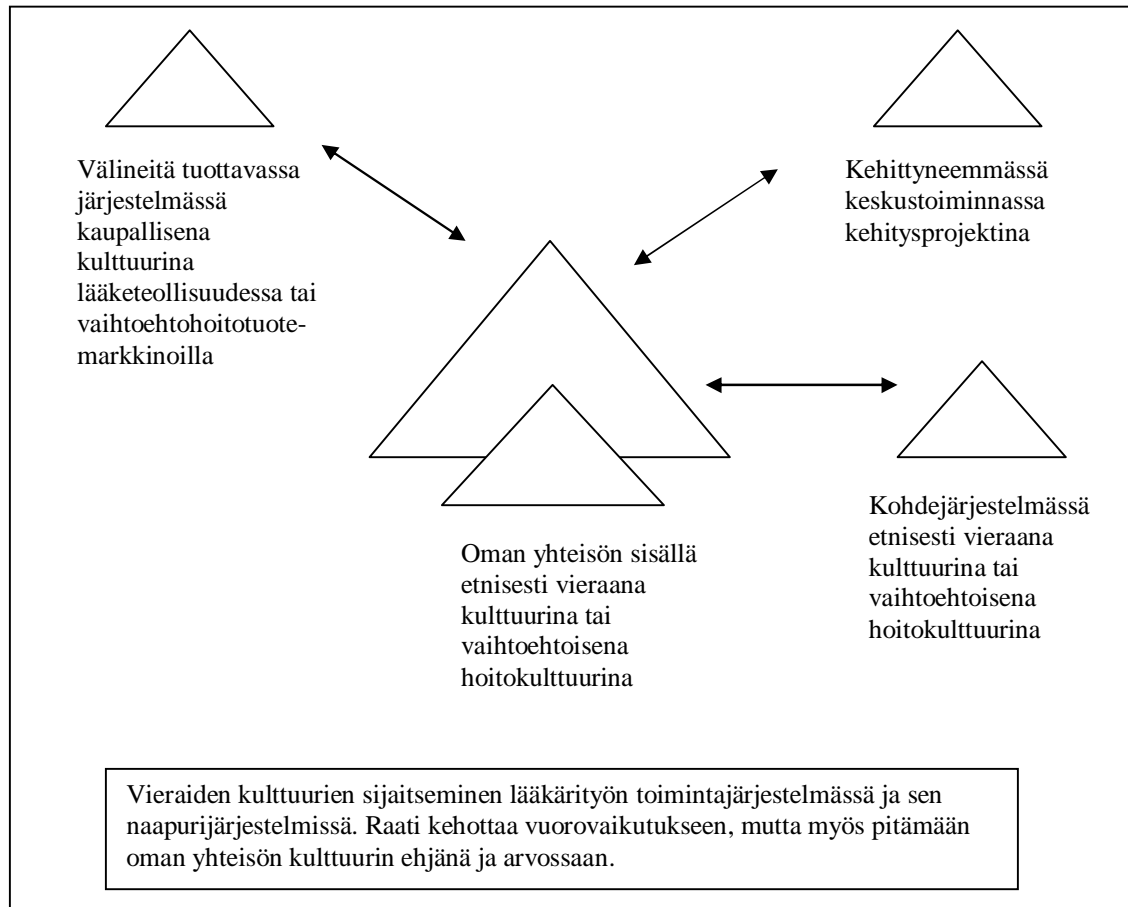 Välineitä tuottavassa
järjestelmässä
kaupallisena
kulttuurina
lääketeollisuudessa tai
vaihtoehtohoitotuote-
markkinoilla
Kehittyneemmässä
keskustoiminnassa
kehitysprojektina
Oman yhteisön sisällä
etnisesti vieraana
kulttuurina tai
vaihtoehtoisena
hoitokulttuurina
Kohdejärjestelmässä
etnisesti vieraana
kulttuurina tai
vaihtoehtoisena
hoitokulttuurina
Vieraiden kulttuurien sijaitseminen lääkärityön toimintajärjestelmässä ja sen
naapurijärjestelmissä. Raati kehottaa vuorovaikutukseen, mutta myös pitämään
oman yhteisön kulttuurin ehjänä ja arvossaan.